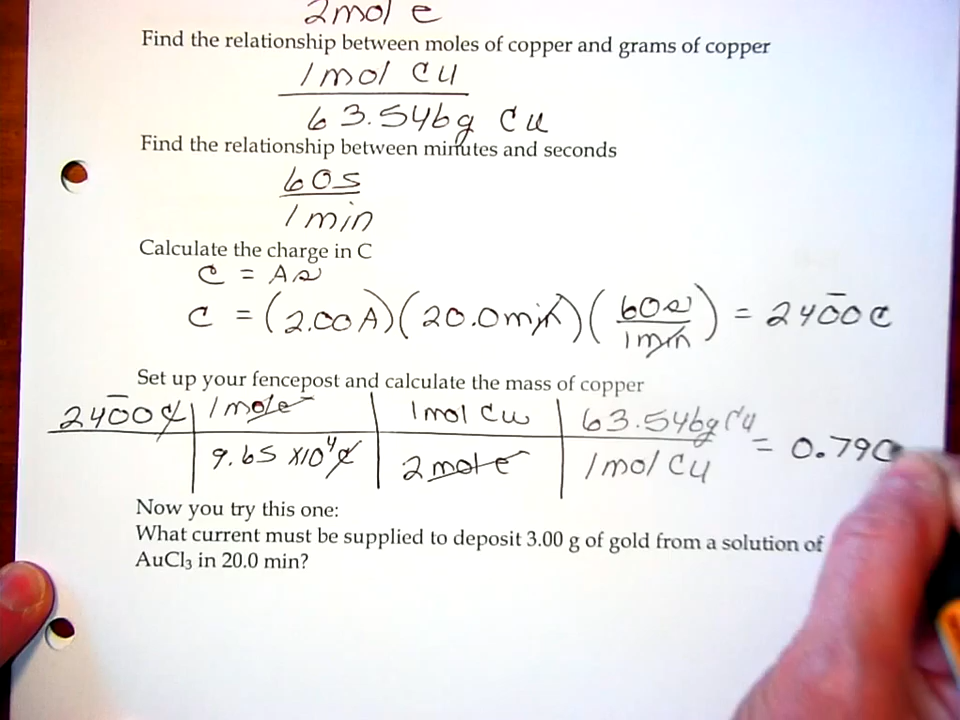 2mol e
Find the relationship between moles of copper and grams of copper
1mol Cu
63.546g Cu
Find the relationship between minutes and seconds
60s
1min
Calculate the charge in C
C = As
C = (2.00A)(20.0min)(60s/1min) = 240̅0 C
Set up your fencepost and calculate the mass of copper
240̅0 C | 1mole | 1mol Cu | 63.546g Cu
9.65 x10⁴C | 2mole | 1mol Cu = 0.790
Now you try this one:
What current must be supplied to deposit 3.00 g of gold from a solution of
AuCl₃ in 20.0 min?